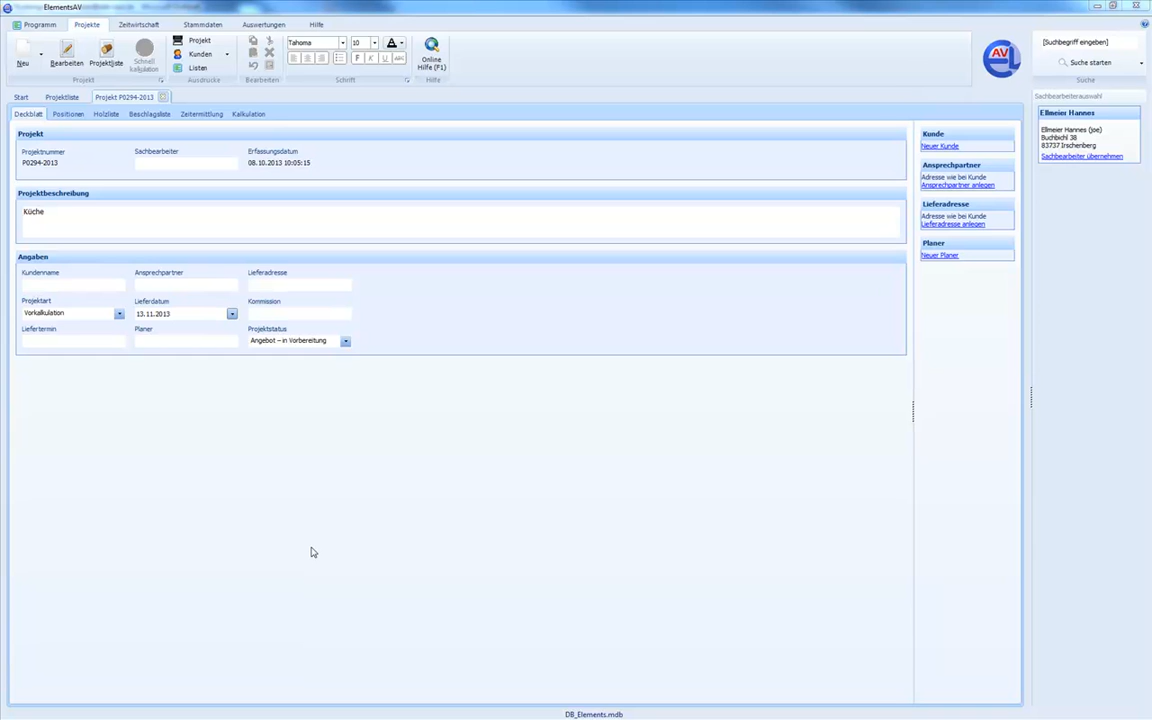 ElementsAV
Programm Projekte Zeitwirtschaft Stammdaten Auswertungen Hilfe
Neu
Bearbeiten
Projektliste
Schnell
kalkulation
Projekt
Kunden
Listen
Tahoma 10
F K U ABC
Online
Hilfe (F1)
Projekt Ausdrucke Bearbeiten Schrift Hilfe
AV
[Suchbegriff eingeben]
Suche starten
Suche
Start Projektliste Projekt P0294-2013
Deckblatt Positionen Holzliste Beschlagsliste Zeitermittlung Kalkulation
Projekt
Projektnummer Sachbearbeiter Erfassungsdatum
P0294-2013 08.10.2013 10:05:15
Projektbeschreibung
Küche
Angaben
Kundenname Ansprechpartner Lieferadresse
Projektart Lieferdatum Kommission
Vorkalkulation 13.11.2013
Liefertermin Planer Projektstatus
Angebot – in Vorbereitung
Kunde
Neuer Kunde
Ansprechpartner
Adresse wie bei Kunde
Ansprechpartner anlegen
Lieferadresse
Adresse wie bei Kunde
Lieferadresse anlegen
Planer
Neuer Planer
Sachbearbeiterauswahl
Ellmeier Hannes
Ellmeier Hannes (joe)
Buchbichl 38
83737 Irschenberg
Sachbearbeiter übernehmen
DB_Elements.mdb